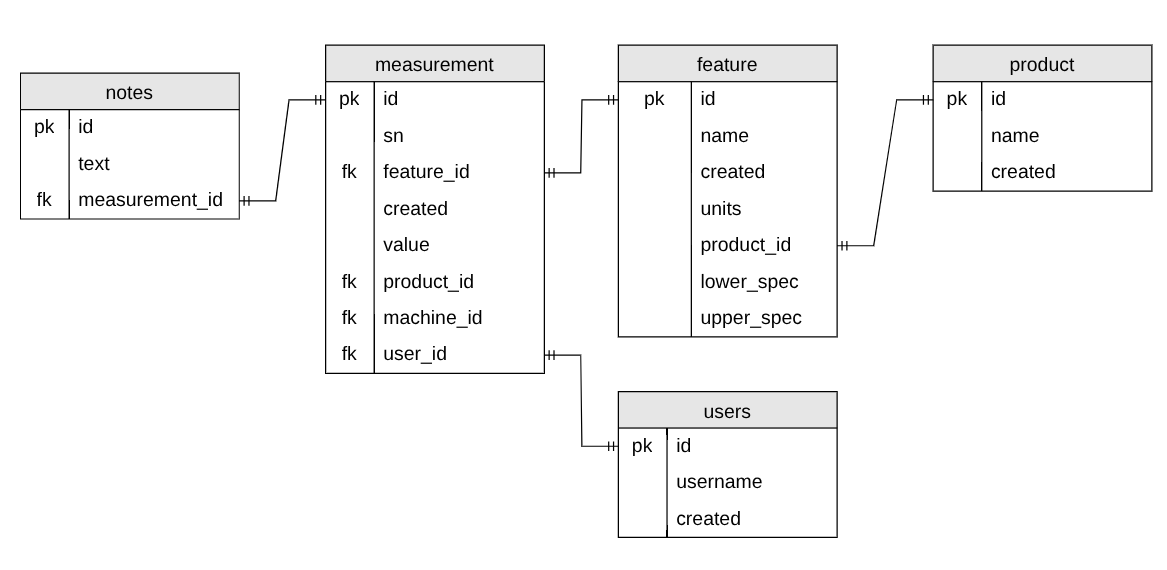 notes
pk id
text
fk measurement_id
measurement
pk id
sn
fk feature_id
created
value
fk product_id
fk machine_id
fk user_id
feature
pk id
name
created
units
product_id
lower_spec
upper_spec
product
pk id
name
created
users
pk id
username
created